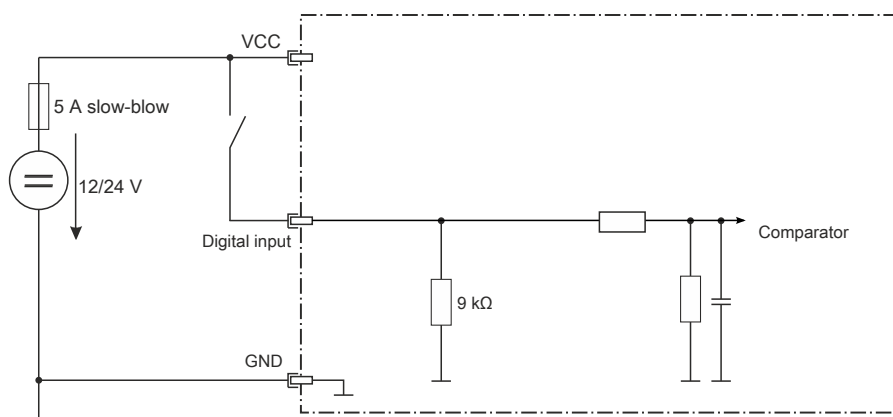 VCC
5 A slow-blow
12/24 V
Digital input
Comparator
9 kΩ
GND